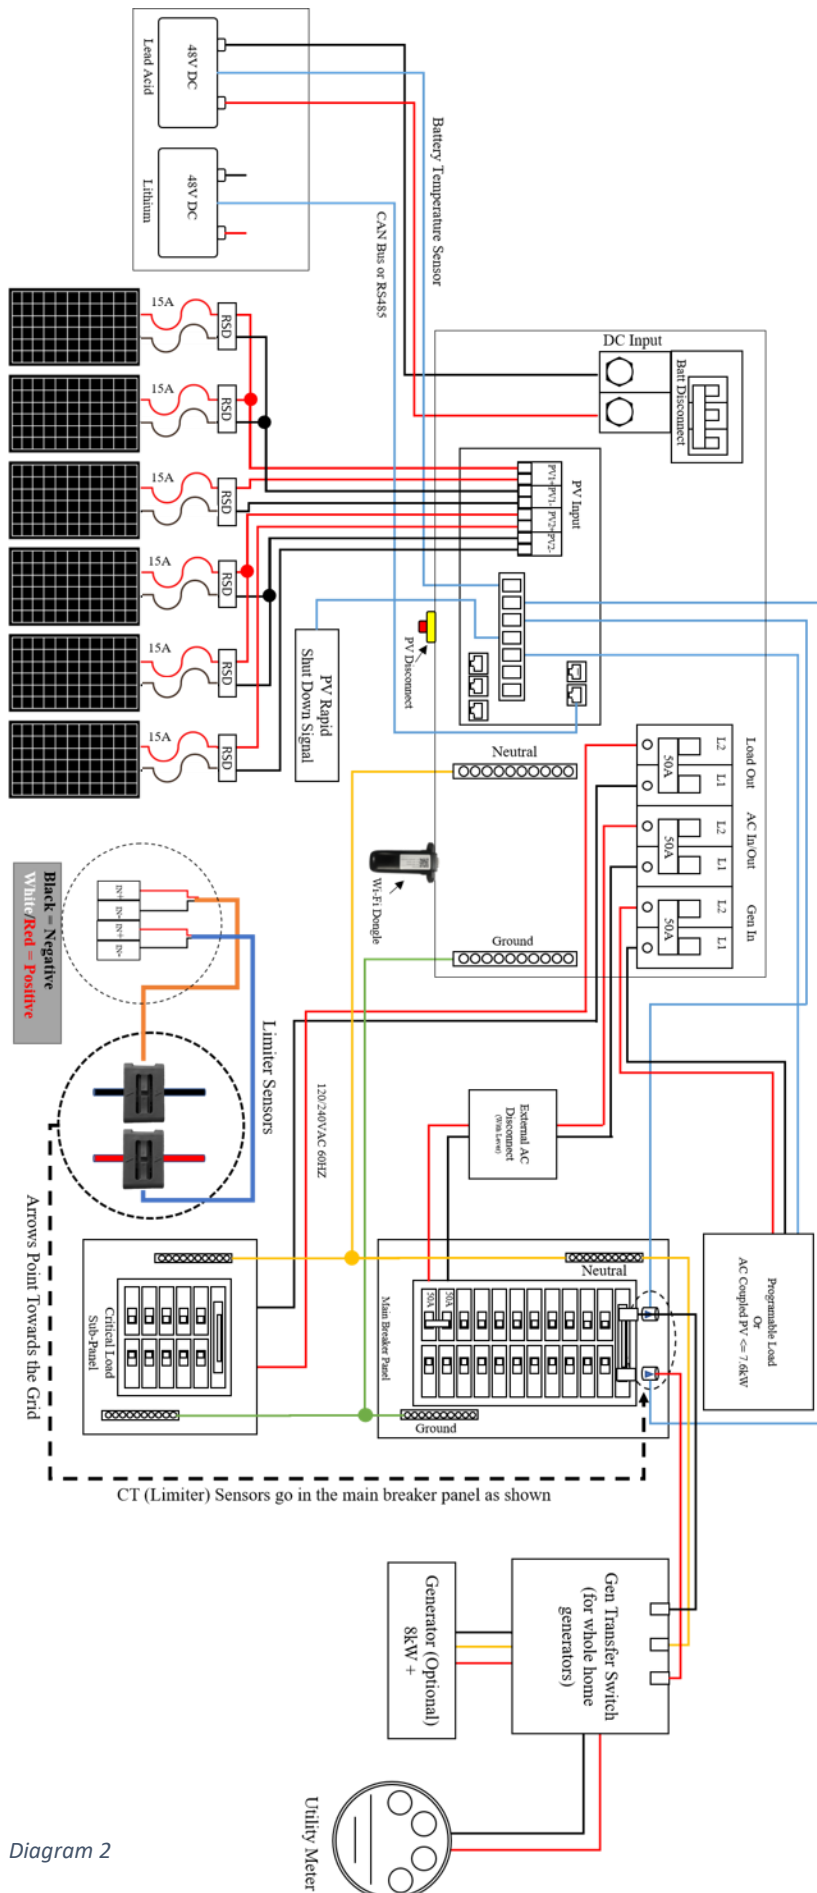 48V DC
Lead Acid
48V DC
Lithium
Battery Temperature Sensor
CAN Bus or RS485
DC Input
Batt Disconnect
15A
RSD
15A
RSD
15A
RSD
15A
RSD
15A
RSD
15A
RSD
PV1+
PV1-
PV2+
PV2-
PV Input
PV Disconnect
PV Rapid
Shut Down Signal
Neutral
Load Out
L2
L1
50A
AC In/Out
L2
L1
50A
Gen In
L2
L1
50A
Wi-Fi Dongle
Ground
IN+
IN-
IN+
IN-
Black = Negative
White/Red = Positive
Limiter Sensors
120/240VAC 60HZ
External AC
Disconnect
(With Lever)
Arrows Point Towards the Grid
Critical Load
Sub-Panel
Main Breaker Panel
50A
50A
Neutral
Ground
Programable Load
Or
AC Coupled PV <= 7.6kW
CT (Limiter) Sensors go in the main breaker panel as shown
Gen Transfer Switch
(for whole home
generators)
Generator (Optional)
8kW +
Utility Meter
Diagram 2